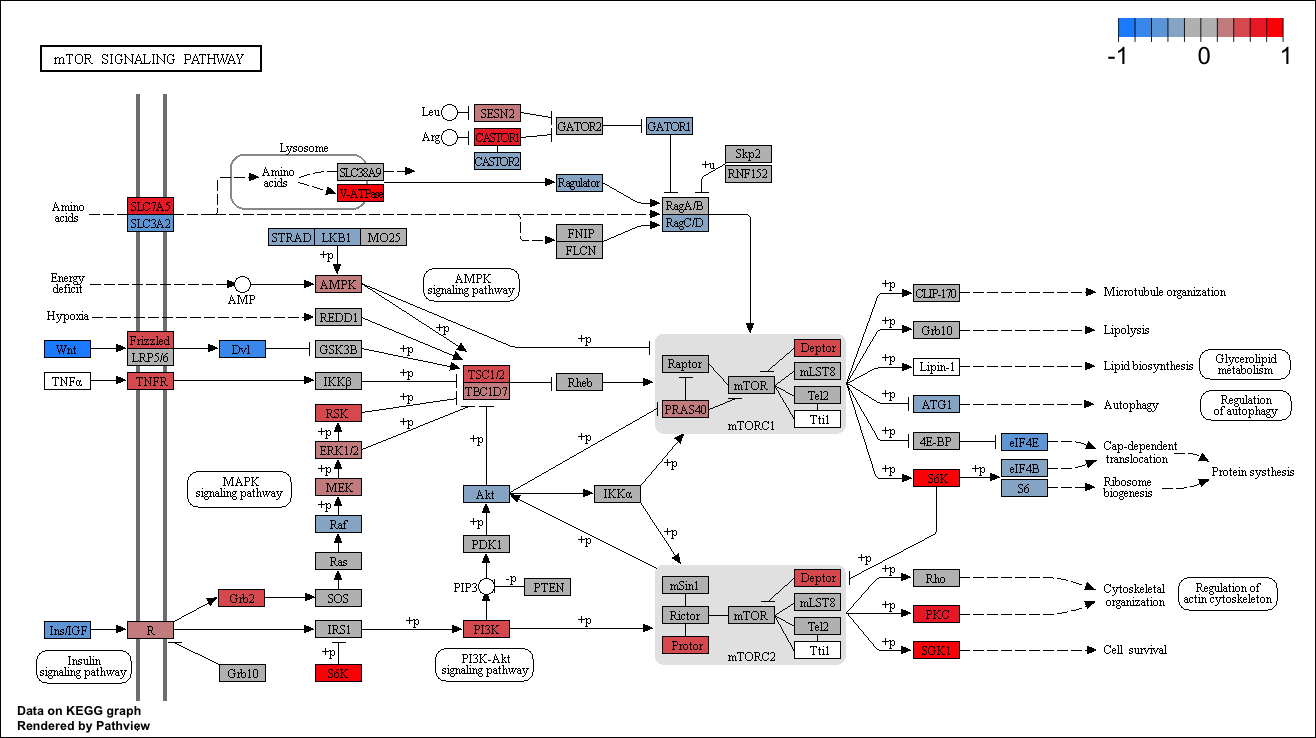 mTOR SIGNALING PATHWAY
-1 0 1
Leu
SESN2
GATOR2
GATOR1
Arg
CASTOR1
CASTOR2
Skp2
RNF152
+u
Lysosome
Amino
acids
SLC38A9
V-ATPase
Ragulator
Amino
acids
SLC7A5
SLC3A2
RagA/B
RagC/D
FNIP
FLCN
STRAD LKB1 MO25
+p
Energy
deficit
AMP
AMPK
AMPK
signaling pathway
Hypoxia
REDD1
+p
+p
Wnt
Frizzled
LRP5/6
Dvl
GSK3B
+p
TNFα
TNFR
IKKβ
+p
TSC1/2
TBC1D7
Rheb
Raptor
mTOR
Deptor
mLST8
Tel2
Tti1
PRAS40
mTORC1
+p
CLIP-170
Microtubule organization
+p
Grb10
Lipolysis
+p
Lipin-1
Lipid biosynthesis
Glycerolipid
metabolism
+p
ATG1
Autophagy
Regulation
of autophagy
+p
4E-BP
eIF4E
Cap-dependent
translocation
+p
S6K
+p
eIF4B
S6
Ribosome
biogenesis
Protein systhesis
RSK
+p
+p
ERK1/2
+p
+p
MEK
+p
Raf
Ras
SOS
MAPK
signaling pathway
+p
Akt
+p
IKKα
+p
+p
+p
+p
PDK1
PIP3
-p
PTEN
Grb2
Ins/IGF
R
IRS1
+p
PI3K
+p
S6K
Grb10
Insulin
signaling pathway
PI3K-Akt
signaling pathway
mSin1
Rictor
Protor
mTOR
Deptor
mLST8
Tel2
Tti1
mTORC2
+p
+p
Rho
+p
PKC
+p
SGK1
Cytoskeletal
organization
Regulation of
actin cytoskeleton
Cell survival
Data on KEGG graph
Rendered by Pathview